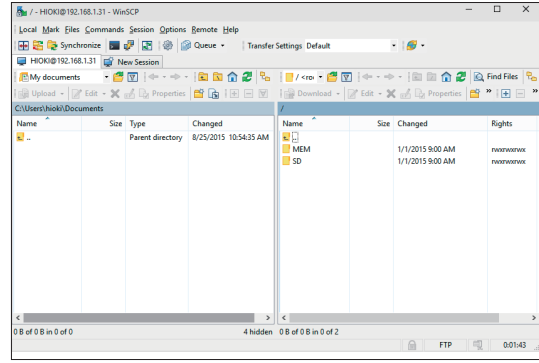 / - HIOKI@192.168.1.31 - WinSCP
Local Mark Files Commands Session Options Remote Help
Synchronize Queue Transfer Settings Default
HIOKI@192.168.1.31 New Session
My documents / <roo Find Files
Upload Edit Properties Download Edit Properties »
C:\Users\hioki\Documents /
Name Size Type Changed Name Size Changed Rights
.. Parent directory 8/25/2015 10:54:35 AM ..
MEM 1/1/2015 9:00 AM rwxrwxrwx
SD 1/1/2015 9:00 AM rwxrwxrwx
0 B of 0 B in 0 of 0 4 hidden 0 B of 0 B in 0 of 2
FTP 0:01:43